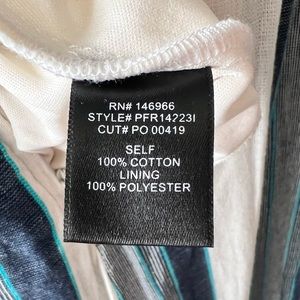 RN# 146966
STYLE# PFR14223I
CUT# PO 00419
SELF
100% COTTON
LINING
100% POLYESTER